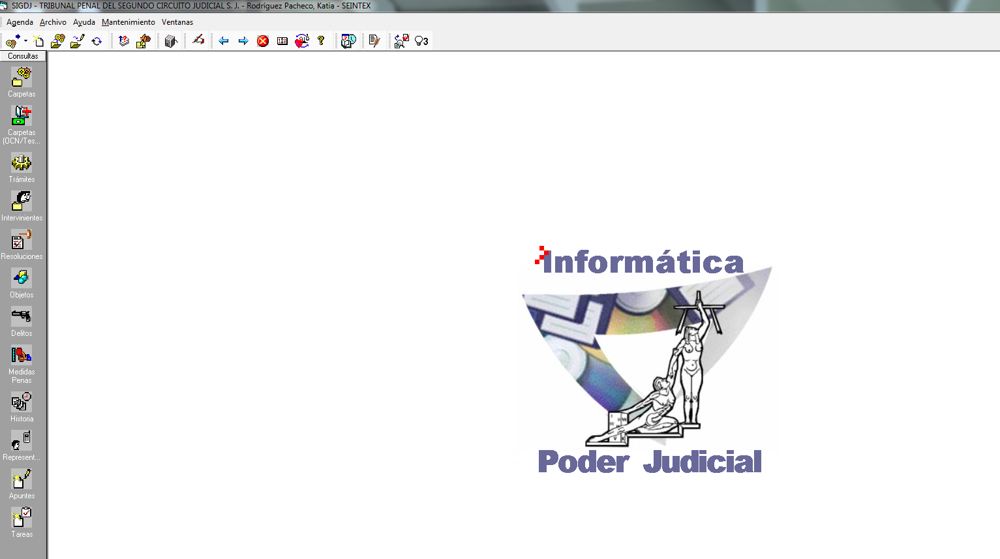 SIGDJ - TRIBUNAL PENAL DEL SEGUNDO CIRCUITO JUDICIAL S. J. - Rodríguez Pacheco, Katia - SEINTEX
Agenda Archivo Ayuda Mantenimiento Ventanas
3
Consultas
Carpetas
Carpetas
(OCN/Tes...
Trámites
Intervinientes
Resoluciones
Objetos
Delitos
Medidas
Penas
Historia
Represent...
Apuntes
Tareas
Informática
Poder Judicial